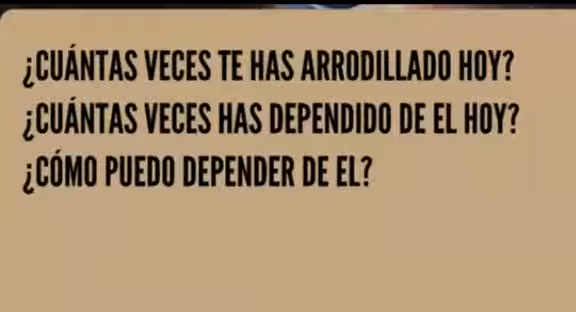 ¿CUÁNTAS VECES TE HAS ARRODILLADO HOY?
¿CUÁNTAS VECES HAS DEPENDIDO DE EL HOY?
¿CÓMO PUEDO DEPENDER DE EL?